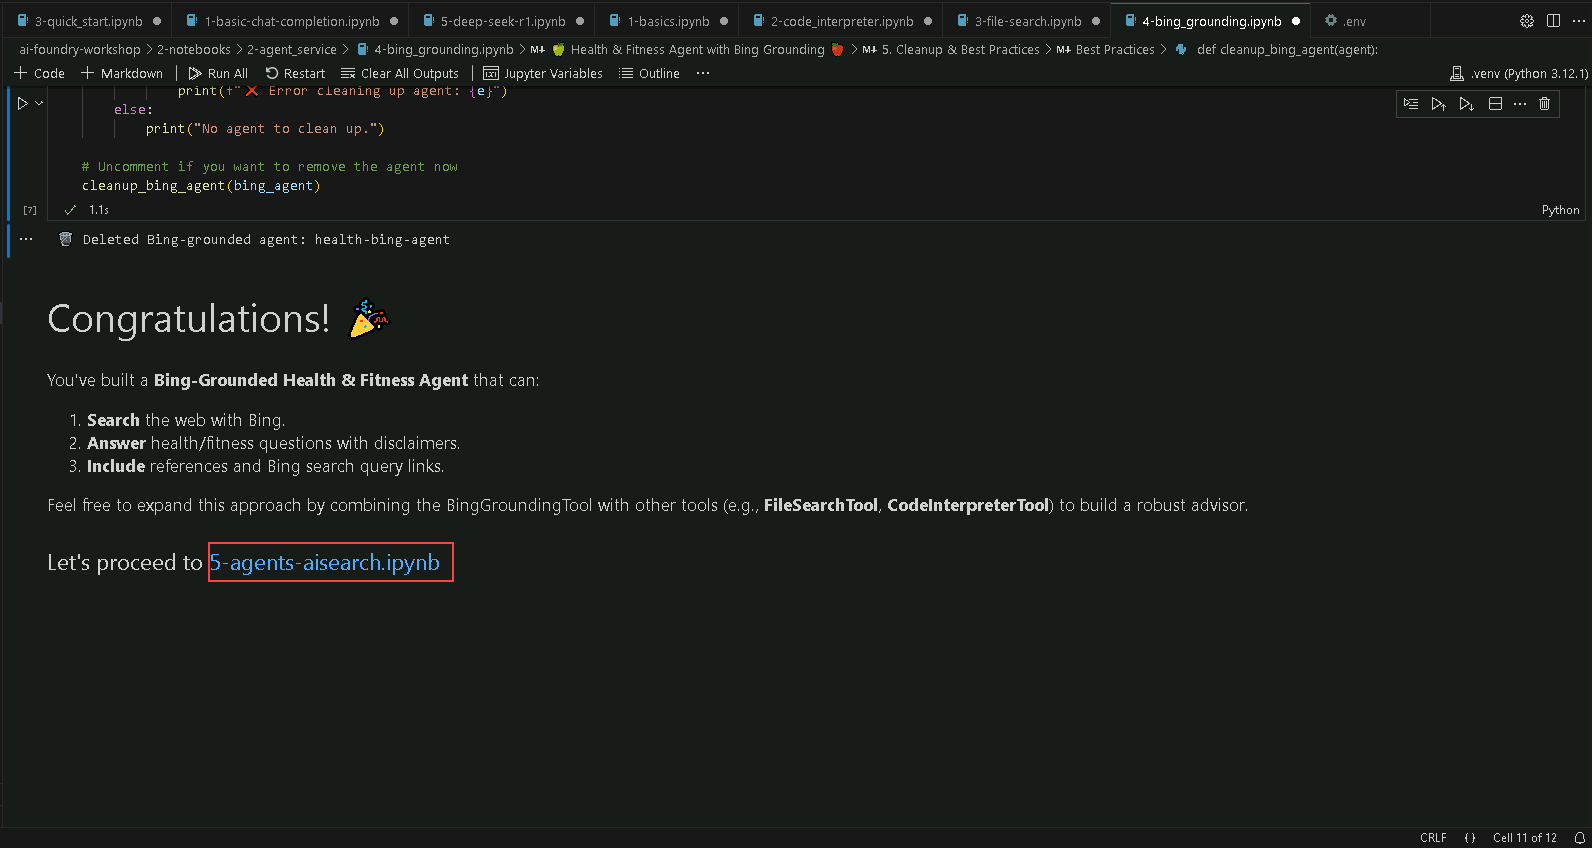 3-quick_start.ipynb 1-basic-chat-completion.ipynb 5-deep-seek-r1.ipynb 1-basics.ipynb 2-code_interpreter.ipynb 3-file-search.ipynb 4-bing_grounding.ipynb .env
ai-foundry-workshop > 2-notebooks > 2-agent_service > 4-bing_grounding.ipynb > M↓ 🍏 Health & Fitness Agent with Bing Grounding 🍎 > M↓ 5. Cleanup & Best Practices > M↓ Best Practices > def cleanup_bing_agent(agent):
+ Code + Markdown | Run All Restart Clear All Outputs | Jupyter Variables Outline ··· .venv (Python 3.12.1)
print(f"❌ Error cleaning up agent: {e}")
else:
print("No agent to clean up.")
# Uncomment if you want to remove the agent now
cleanup_bing_agent(bing_agent)
[7] ✓ 1.1s Python
··· 🗑️ Deleted Bing-grounded agent: health-bing-agent
Congratulations! 🎉
You've built a Bing-Grounded Health & Fitness Agent that can:
1. Search the web with Bing.
2. Answer health/fitness questions with disclaimers.
3. Include references and Bing search query links.
Feel free to expand this approach by combining the BingGroundingTool with other tools (e.g., FileSearchTool, CodeInterpreterTool) to build a robust advisor.
Let's proceed to 5-agents-aisearch.ipynb
CRLF {} Cell 11 of 12